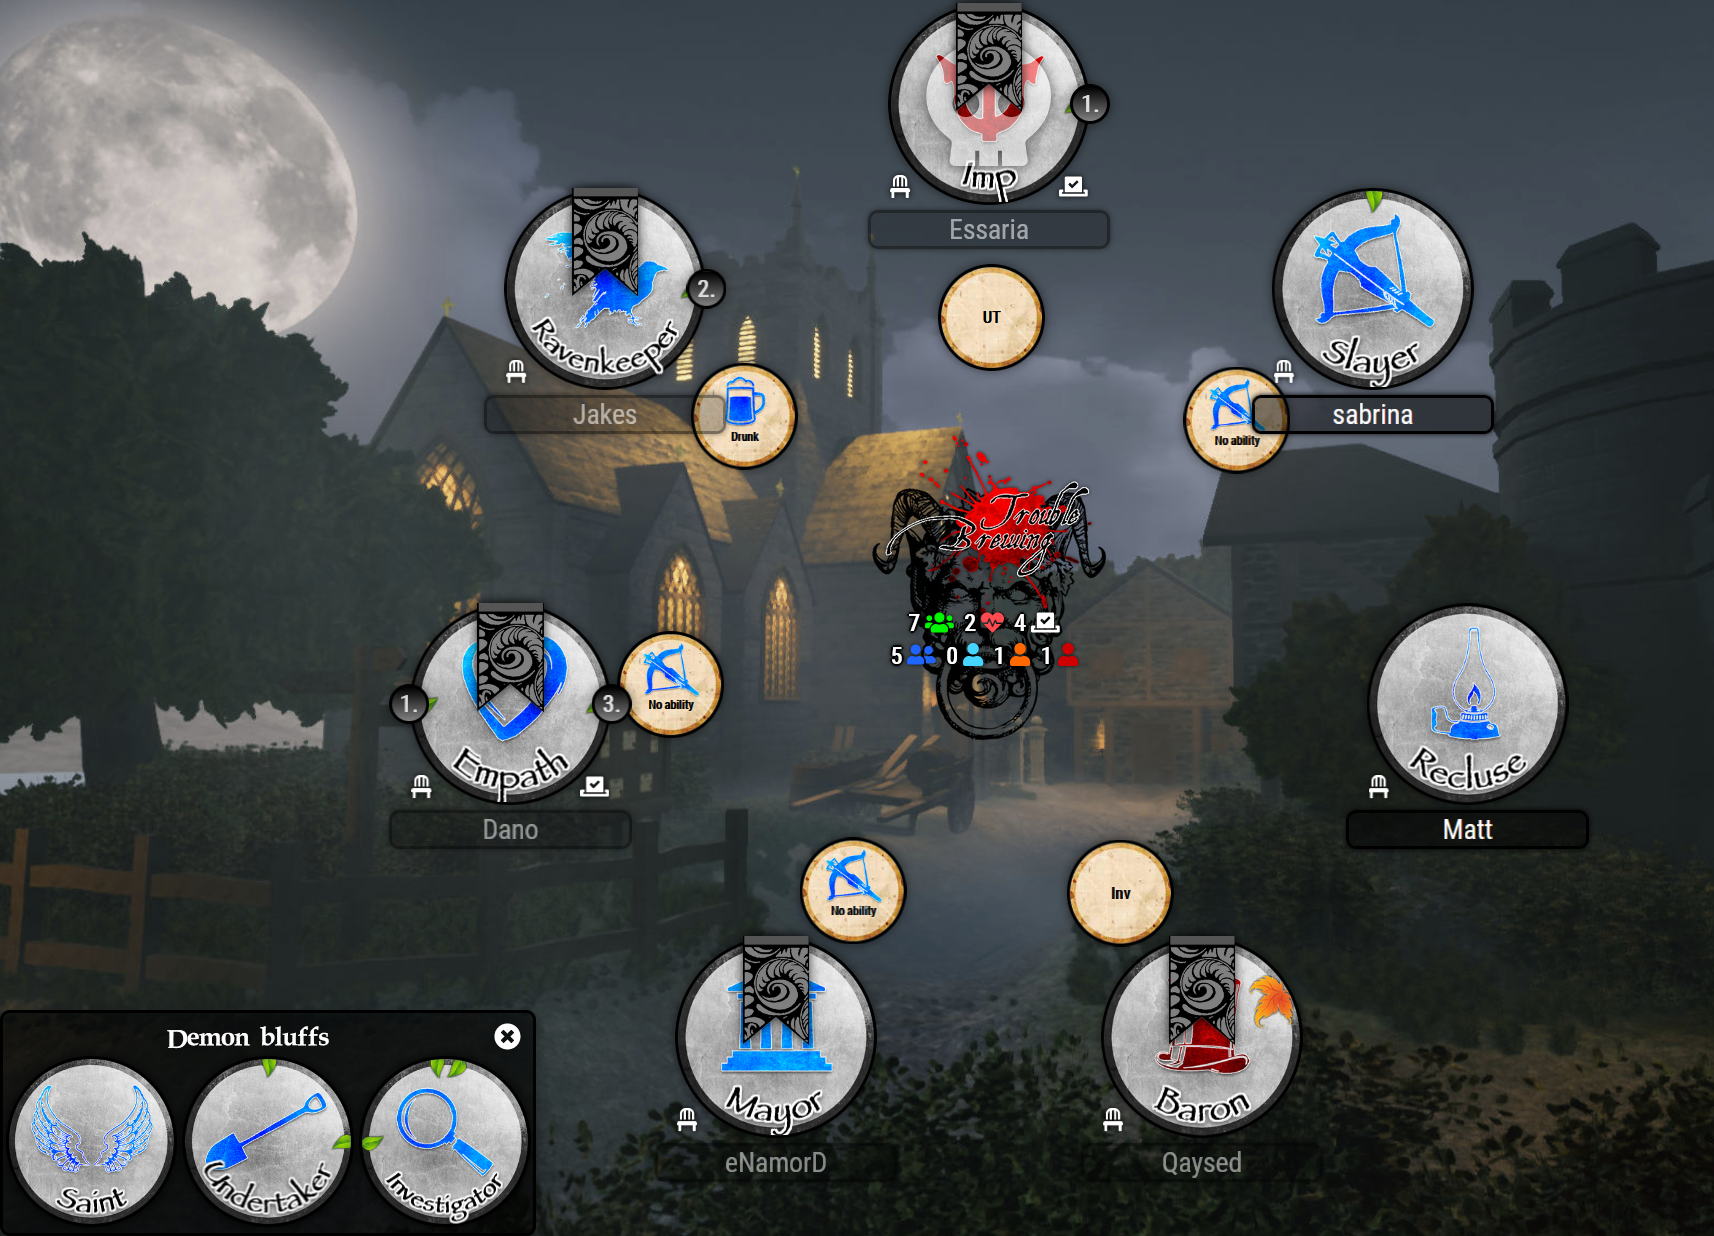 Imp
1.
Essaria
UT
Ravenkeeper
2.
Jakes
Drunk
Slayer
sabrina
No ability
Trouble
Brewing
7 2 4
5 0 1 1
Empath
1.
3.
Dano
No ability
Recluse
Matt
No ability
Mayor
eNamorD
Inv
Baron
Qaysed
Demon bluffs
Saint
Undertaker
Investigator